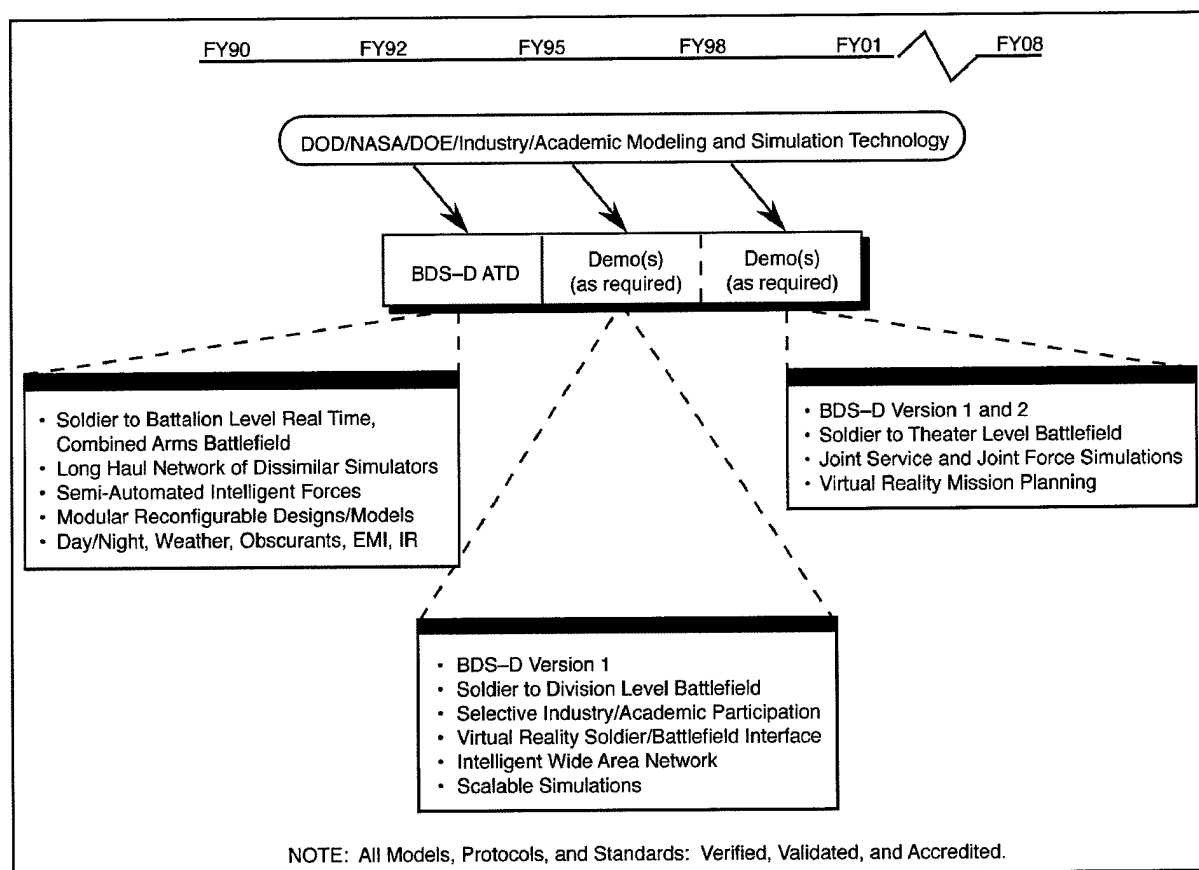 FY90 FY92 FY95 FY98 FY01 FY08
DOD/NASA/DOE/Industry/Academic Modeling and Simulation Technology
BDS–D ATD
Demo(s)
(as required)
Demo(s)
(as required)
• Soldier to Battalion Level Real Time,
Combined Arms Battlefield
• Long Haul Network of Dissimilar Simulators
• Semi-Automated Intelligent Forces
• Modular Reconfigurable Designs/Models
• Day/Night, Weather, Obscurants, EMI, IR
• BDS–D Version 1
• Soldier to Division Level Battlefield
• Selective Industry/Academic Participation
• Virtual Reality Soldier/Battlefield Interface
• Intelligent Wide Area Network
• Scalable Simulations
• BDS–D Version 1 and 2
• Soldier to Theater Level Battlefield
• Joint Service and Joint Force Simulations
• Virtual Reality Mission Planning
NOTE: All Models, Protocols, and Standards: Verified, Validated, and Accredited.